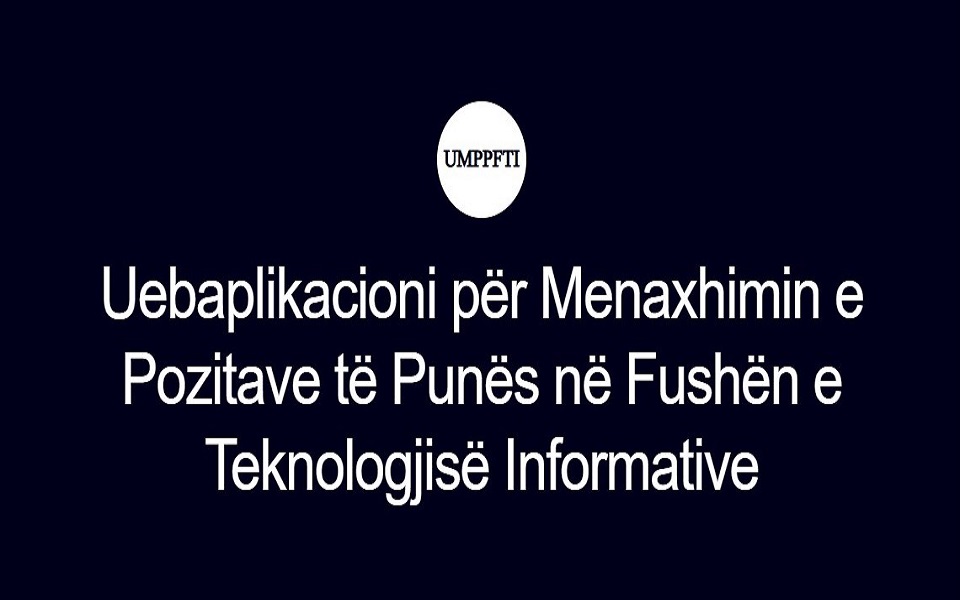 UMPPFTI
Uebaplikacioni për Menaxhimin e
Pozitave të Punës në Fushën e
Teknologjisë Informative